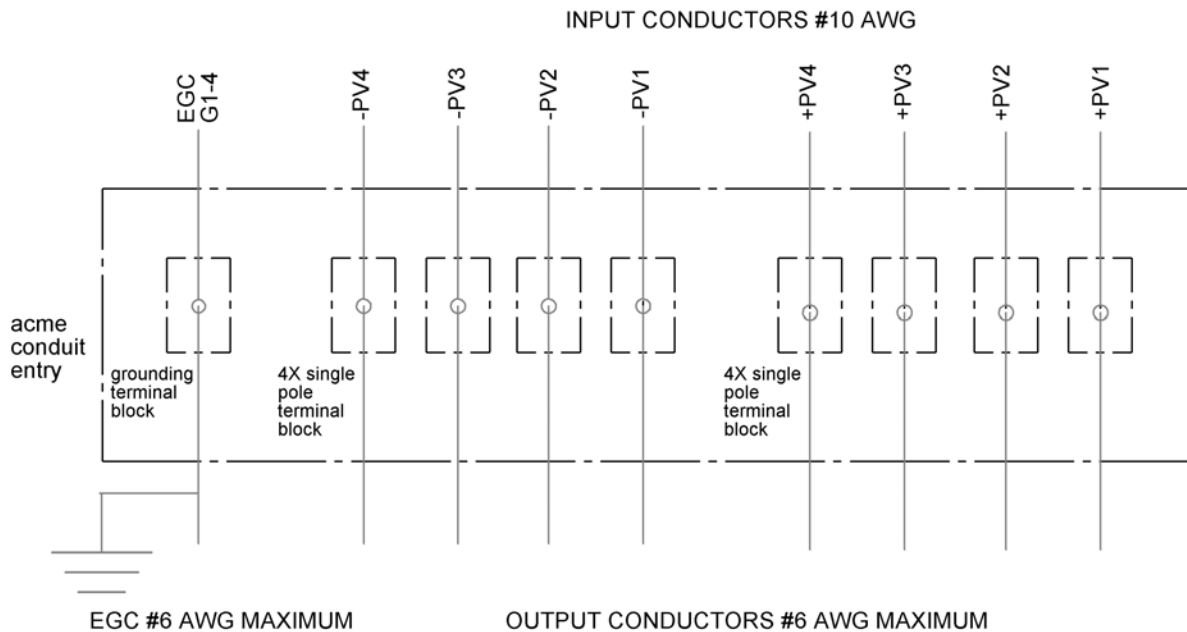 INPUT CONDUCTORS #10 AWG
EGC
G1-4
-PV4
-PV3
-PV2
-PV1
+PV4
+PV3
+PV2
+PV1
acme
conduit
entry
grounding
terminal
block
4X single
pole
terminal
block
4X single
pole
terminal
block
EGC #6 AWG MAXIMUM
OUTPUT CONDUCTORS #6 AWG MAXIMUM